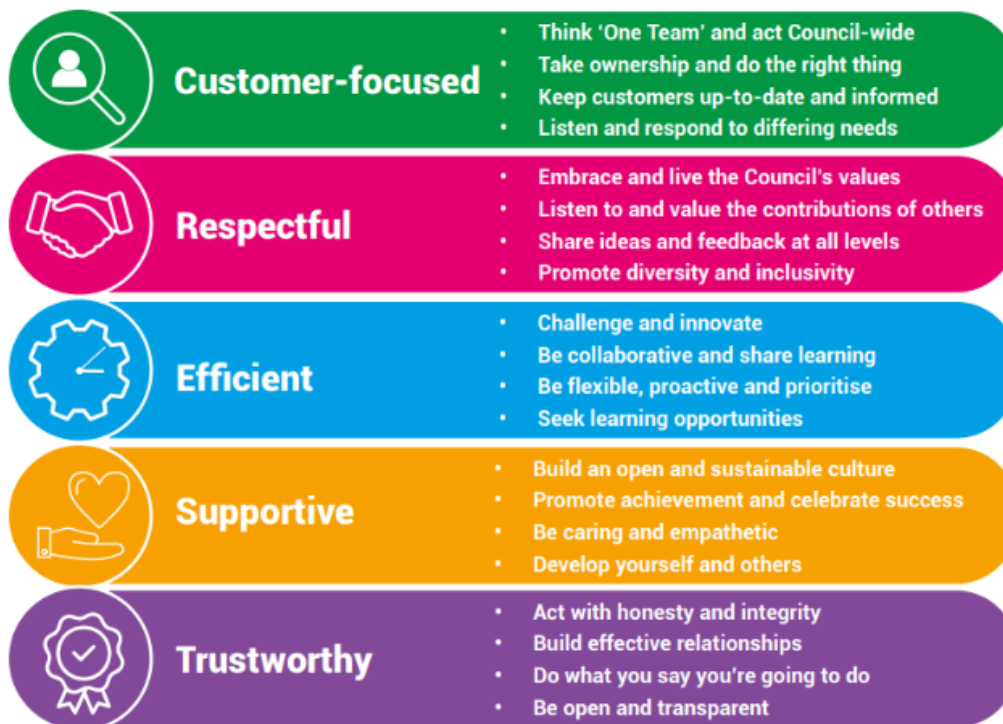 Customer-focused
• Think ‘One Team’ and act Council-wide
• Take ownership and do the right thing
• Keep customers up-to-date and informed
• Listen and respond to differing needs
Respectful
• Embrace and live the Council’s values
• Listen to and value the contributions of others
• Share ideas and feedback at all levels
• Promote diversity and inclusivity
Efficient
• Challenge and innovate
• Be collaborative and share learning
• Be flexible, proactive and prioritise
• Seek learning opportunities
Supportive
• Build an open and sustainable culture
• Promote achievement and celebrate success
• Be caring and empathetic
• Develop yourself and others
Trustworthy
• Act with honesty and integrity
• Build effective relationships
• Do what you say you’re going to do
• Be open and transparent